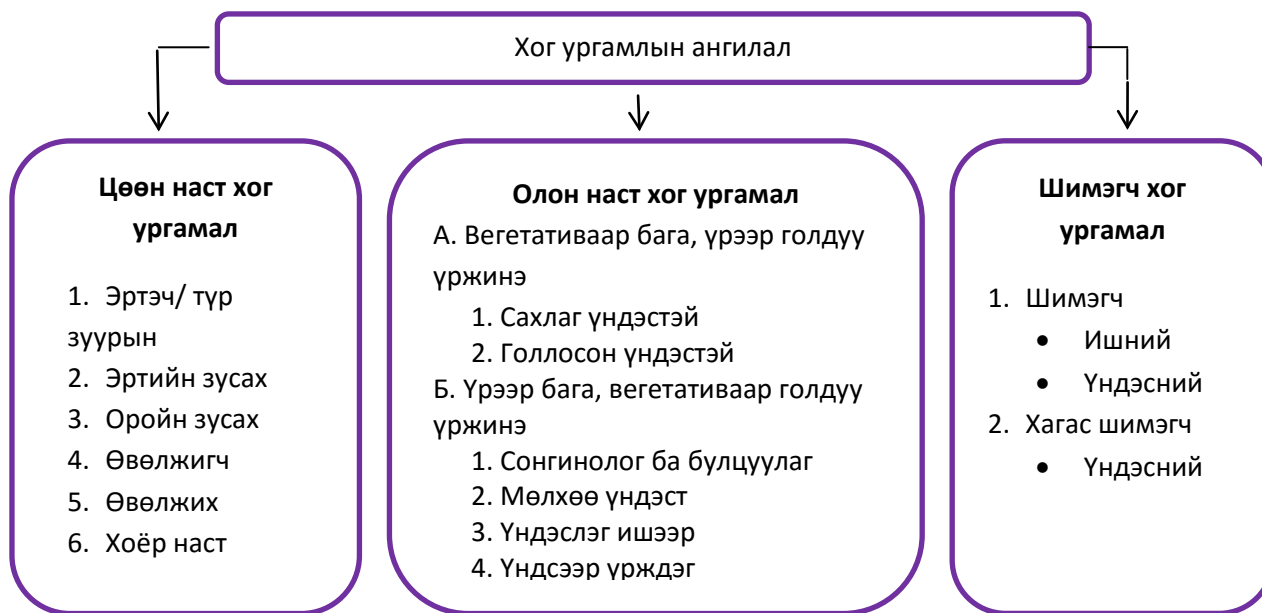 Хог ургамлын ангилал
Цөөн наст хог
ургамал
1. Эртэч/ түр
зуурын
2. Эртийн зусах
3. Оройн зусах
4. Өвөлжигч
5. Өвөлжих
6. Хоёр наст
Олон наст хог ургамал
А. Вегетативаар бага, үрээр голдуу
үржинэ
1. Сахлаг үндэстэй
2. Голлосон үндэстэй
Б. Үрээр бага, вегетативаар голдуу
үржинэ
1. Сонгинолог ба булцуулаг
2. Мөлхөө үндэст
3. Үндэслэг ишээр
4. Үндсээр үрждэг
Шимэгч хог
ургамал
1. Шимэгч
• Ишний
• Үндэсний
2. Хагас шимэгч
• Үндэсний